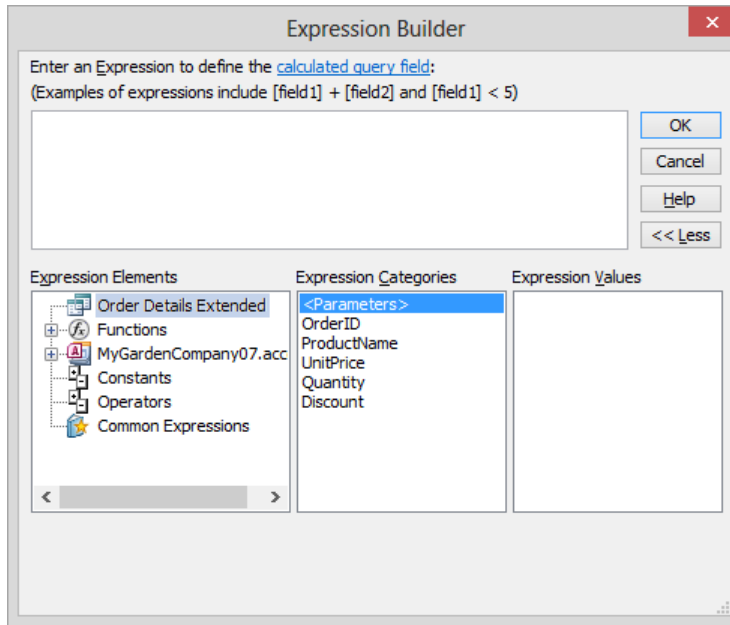 Expression Builder
Enter an Expression to define the calculated query field:
(Examples of expressions include [field1] + [field2] and [field1] < 5)
OK
Cancel
Help
<< Less
Expression Elements
Expression Categories
Expression Values
Order Details Extended
Functions
MyGardenCompany07.acc
Constants
Operators
Common Expressions
<Parameters>
OrderID
ProductName
UnitPrice
Quantity
Discount